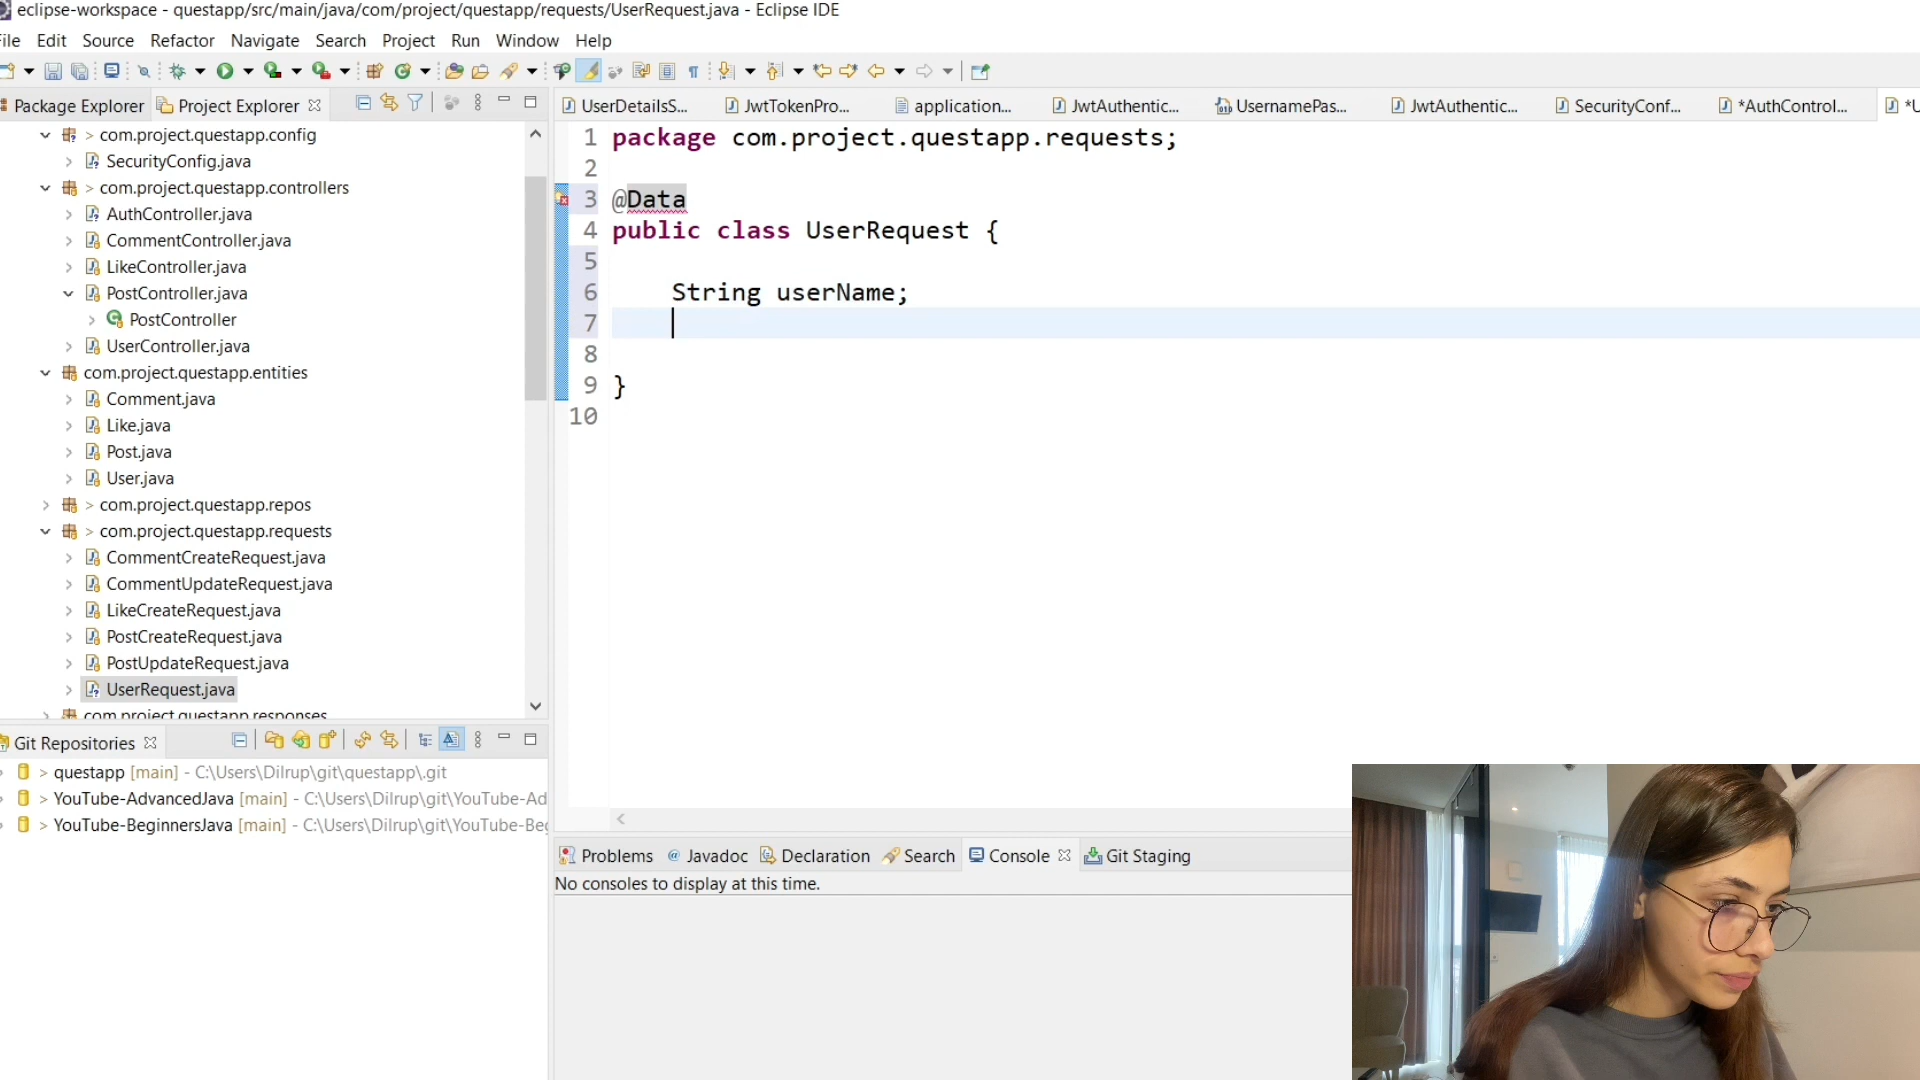 eclipse-workspace - questapp/src/main/java/com/project/questapp/requests/UserRequest.java - Eclipse IDE
File Edit Source Refactor Navigate Search Project Run Window Help
Package Explorer Project Explorer
UserDetailsS... JwtTokenPro... application... JwtAuthentic... UsernamePas... JwtAuthentic... SecurityConf... *AuthControl... *U
> com.project.questapp.config
SecurityConfig.java
> com.project.questapp.controllers
AuthController.java
CommentController.java
LikeController.java
PostController.java
PostController
UserController.java
com.project.questapp.entities
Comment.java
Like.java
Post.java
User.java
> com.project.questapp.repos
> com.project.questapp.requests
CommentCreateRequest.java
CommentUpdateRequest.java
LikeCreateRequest.java
PostCreateRequest.java
PostUpdateRequest.java
UserRequest.java
com.project.questapp.responses
1 package com.project.questapp.requests;
2
3 @Data
4 public class UserRequest {
5
6 String userName;
7
8
9 }
10
Git Repositories
> questapp [main] - C:\Users\Dilrup\git\questapp\.git
> YouTube-AdvancedJava [main] - C:\Users\Dilrup\git\YouTube-Ad
> YouTube-BeginnersJava [main] - C:\Users\Dilrup\git\YouTube-Be
Problems @ Javadoc Declaration Search Console Git Staging
No consoles to display at this time.